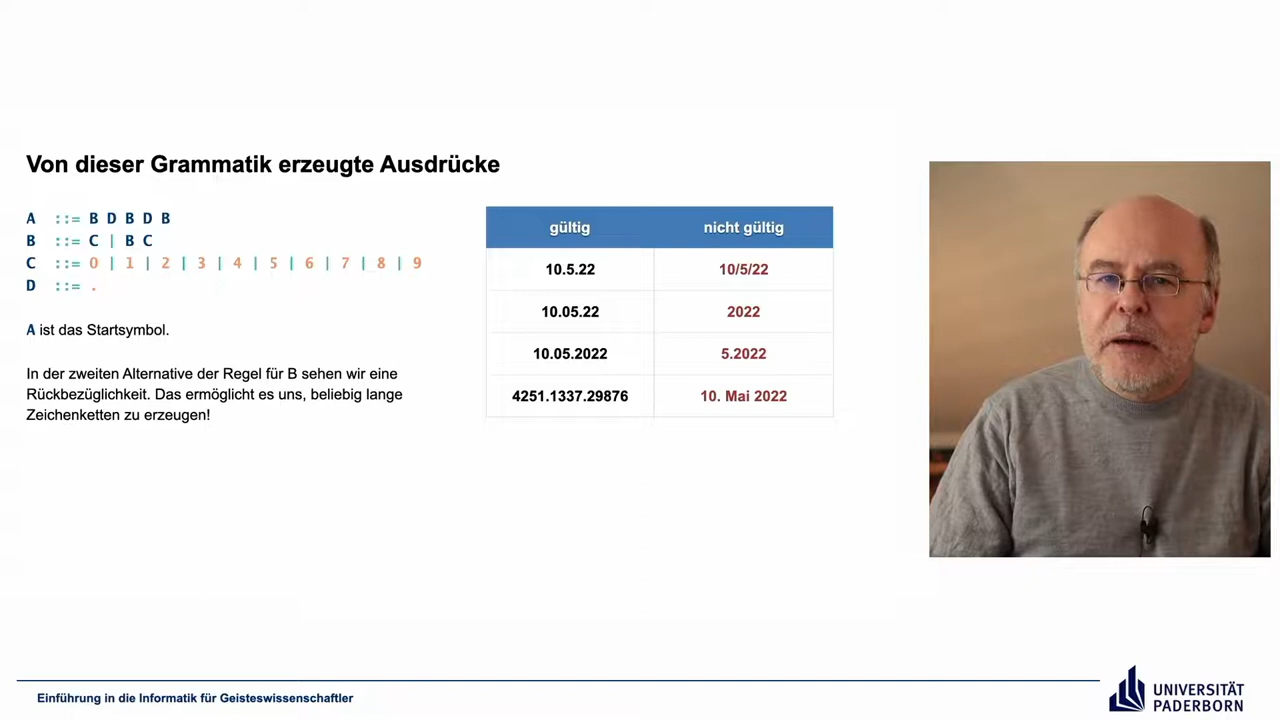 Von dieser Grammatik erzeugte Ausdrücke
A ::= B D B D B
B ::= C | B C
C ::= 0 | 1 | 2 | 3 | 4 | 5 | 6 | 7 | 8 | 9
D ::= .
A ist das Startsymbol.
In der zweiten Alternative der Regel für B sehen wir eine
Rückbezüglichkeit. Das ermöglicht es uns, beliebig lange
Zeichenketten zu erzeugen!
gültig nicht gültig
10.5.22 10/5/22
10.05.22 2022
10.05.2022 5.2022
4251.1337.29876 10. Mai 2022
Einführung in die Informatik für Geisteswissenschaftler
UNIVERSITÄT
PADERBORN